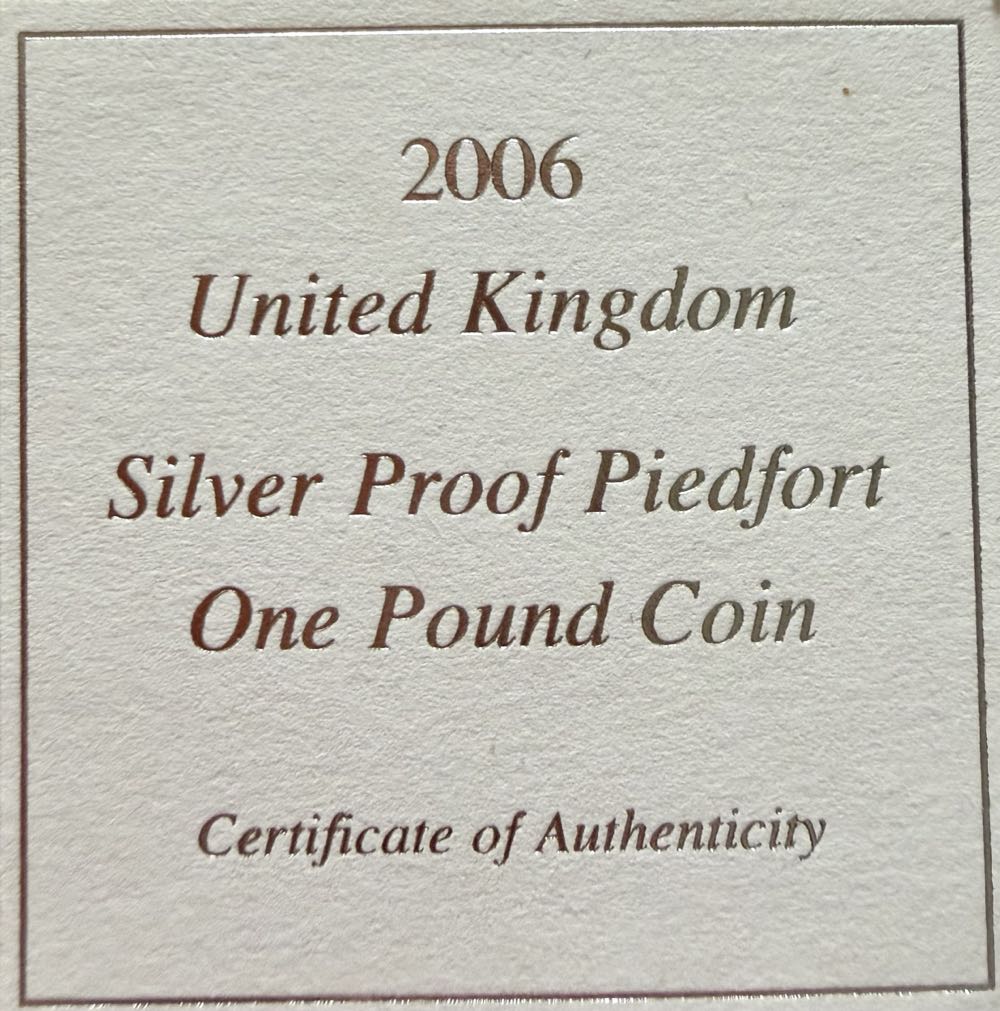 2006
United Kingdom
Silver Proof Piedfort
One Pound Coin
Certificate of Authenticity